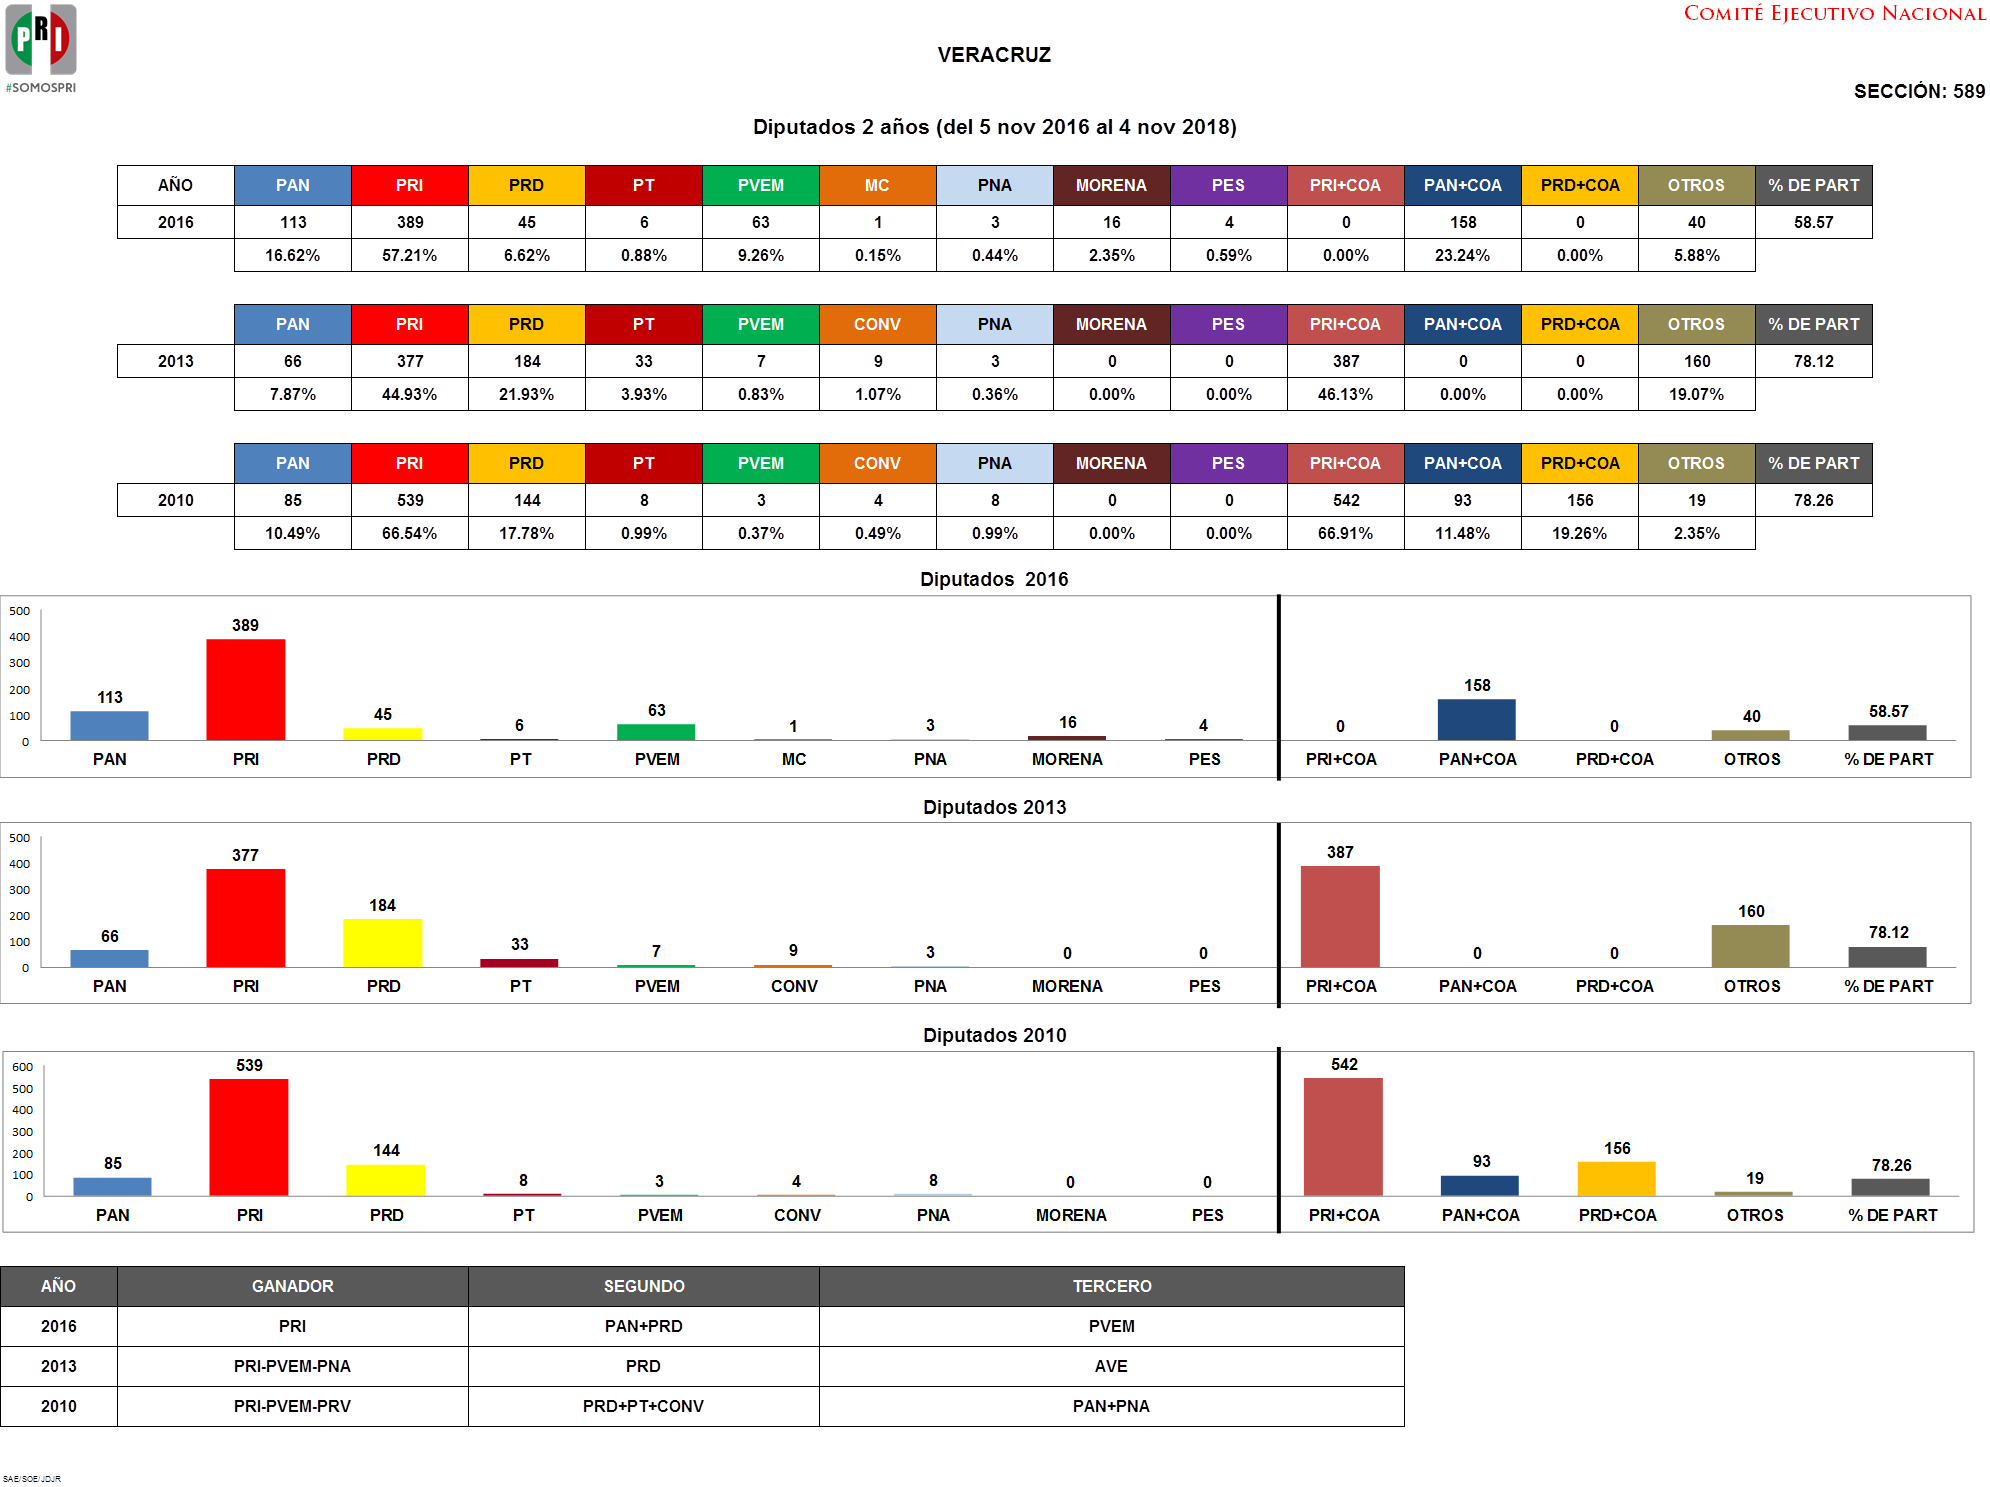 PRI
#SOMOSPRI
COMITÉ EJECUTIVO NACIONAL
VERACRUZ
SECCIÓN: 589
Diputados 2 años (del 5 nov 2016 al 4 nov 2018)
AÑO PAN PRI PRD PT PVEM MC PNA MORENA PES PRI+COA PAN+COA PRD+COA OTROS % DE PART
2016 113 389 45 6 63 1 3 16 4 0 158 0 40 58.57
16.62% 57.21% 6.62% 0.88% 9.26% 0.15% 0.44% 2.35% 0.59% 0.00% 23.24% 0.00% 5.88%
PAN PRI PRD PT PVEM CONV PNA MORENA PES PRI+COA PAN+COA PRD+COA OTROS % DE PART
2013 66 377 184 33 7 9 3 0 0 387 0 0 160 78.12
7.87% 44.93% 21.93% 3.93% 0.83% 1.07% 0.36% 0.00% 0.00% 46.13% 0.00% 0.00% 19.07%
PAN PRI PRD PT PVEM CONV PNA MORENA PES PRI+COA PAN+COA PRD+COA OTROS % DE PART
2010 85 539 144 8 3 4 8 0 0 542 93 156 19 78.26
10.49% 66.54% 17.78% 0.99% 0.37% 0.49% 0.99% 0.00% 0.00% 66.91% 11.48% 19.26% 2.35%
Diputados 2016
500
400
300
200
100
0
113 389 45 6 63 1 3 16 4 0 158 0 40 58.57
PAN PRI PRD PT PVEM MC PNA MORENA PES PRI+COA PAN+COA PRD+COA OTROS % DE PART
Diputados 2013
500
400
300
200
100
0
66 377 184 33 7 9 3 0 0 387 0 0 160 78.12
PAN PRI PRD PT PVEM CONV PNA MORENA PES PRI+COA PAN+COA PRD+COA OTROS % DE PART
Diputados 2010
600
500
400
300
200
100
0
85 539 144 8 3 4 8 0 0 542 93 156 19 78.26
PAN PRI PRD PT PVEM CONV PNA MORENA PES PRI+COA PAN+COA PRD+COA OTROS % DE PART
AÑO GANADOR SEGUNDO TERCERO
2016 PRI PAN+PRD PVEM
2013 PRI-PVEM-PNA PRD AVE
2010 PRI-PVEM-PRV PRD+PT+CONV PAN+PNA
SAE/SOE/JDJR